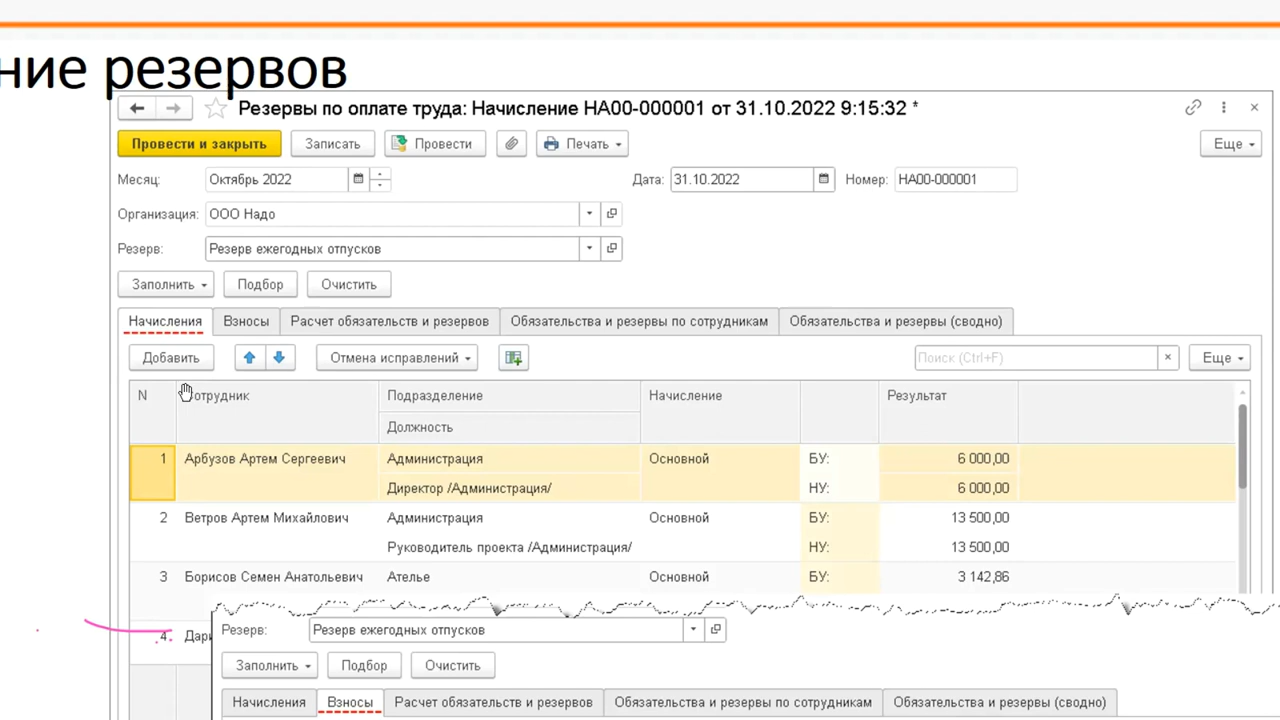 ние резервов
Резервы по оплате труда: Начисление НА00-000001 от 31.10.2022 9:15:32 *
Провести и закрыть Записать Провести Печать Еще
Месяц: Октябрь 2022 Дата: 31.10.2022 Номер: НА00-000001
Организация: ООО Надо
Резерв: Резерв ежегодных отпусков
Заполнить Подбор Очистить
Начисления Взносы Расчет обязательств и резервов Обязательства и резервы по сотрудникам Обязательства и резервы (сводно)
Добавить Отмена исправлений Поиск (Ctrl+F) × Еще
N отрудник Подразделение Начисление Результат
Должность
1 Арбузов Артем Сергеевич Администрация Основной БУ: 6 000,00
Директор /Администрация/ НУ: 6 000,00
2 Ветров Артем Михайлович Администрация Основной БУ: 13 500,00
Руководитель проекта /Администрация/ НУ: 13 500,00
3 Борисов Семен Анатольевич Ателье Основной БУ: 3 142,86
4 Дари
Резерв: Резерв ежегодных отпусков
Заполнить Подбор Очистить
Начисления Взносы Расчет обязательств и резервов Обязательства и резервы по сотрудникам Обязательства и резервы (сводно)